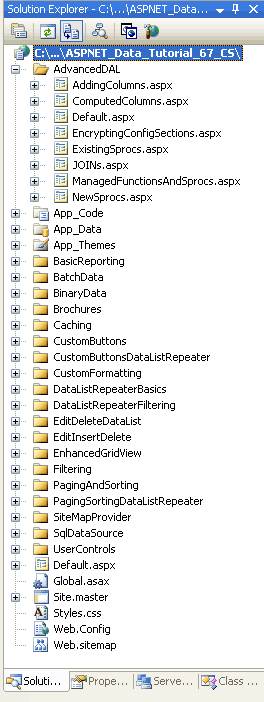 Solution Explorer - C:\...\ASPNET_Data...
C:\...\ASPNET_Data_Tutorial_67_CS\
AdvancedDAL
AddingColumns.aspx
ComputedColumns.aspx
Default.aspx
EncryptingConfigSections.aspx
ExistingSprocs.aspx
JOINs.aspx
ManagedFunctionsAndSprocs.aspx
NewSprocs.aspx
App_Code
App_Data
App_Themes
BasicReporting
BatchData
BinaryData
Brochures
Caching
CustomButtons
CustomButtonsDataListRepeater
CustomFormatting
DataListRepeaterBasics
DataListRepeaterFiltering
EditDeleteDataList
EditInsertDelete
EnhancedGridView
Filtering
PagingAndSorting
PagingSortingDataListRepeater
SiteMapProvider
SqlDataSource
UserControls
Default.aspx
Global.asax
Site.master
Styles.css
Web.Config
Web.sitemap
Soluti... Prope... Serve... Class ...